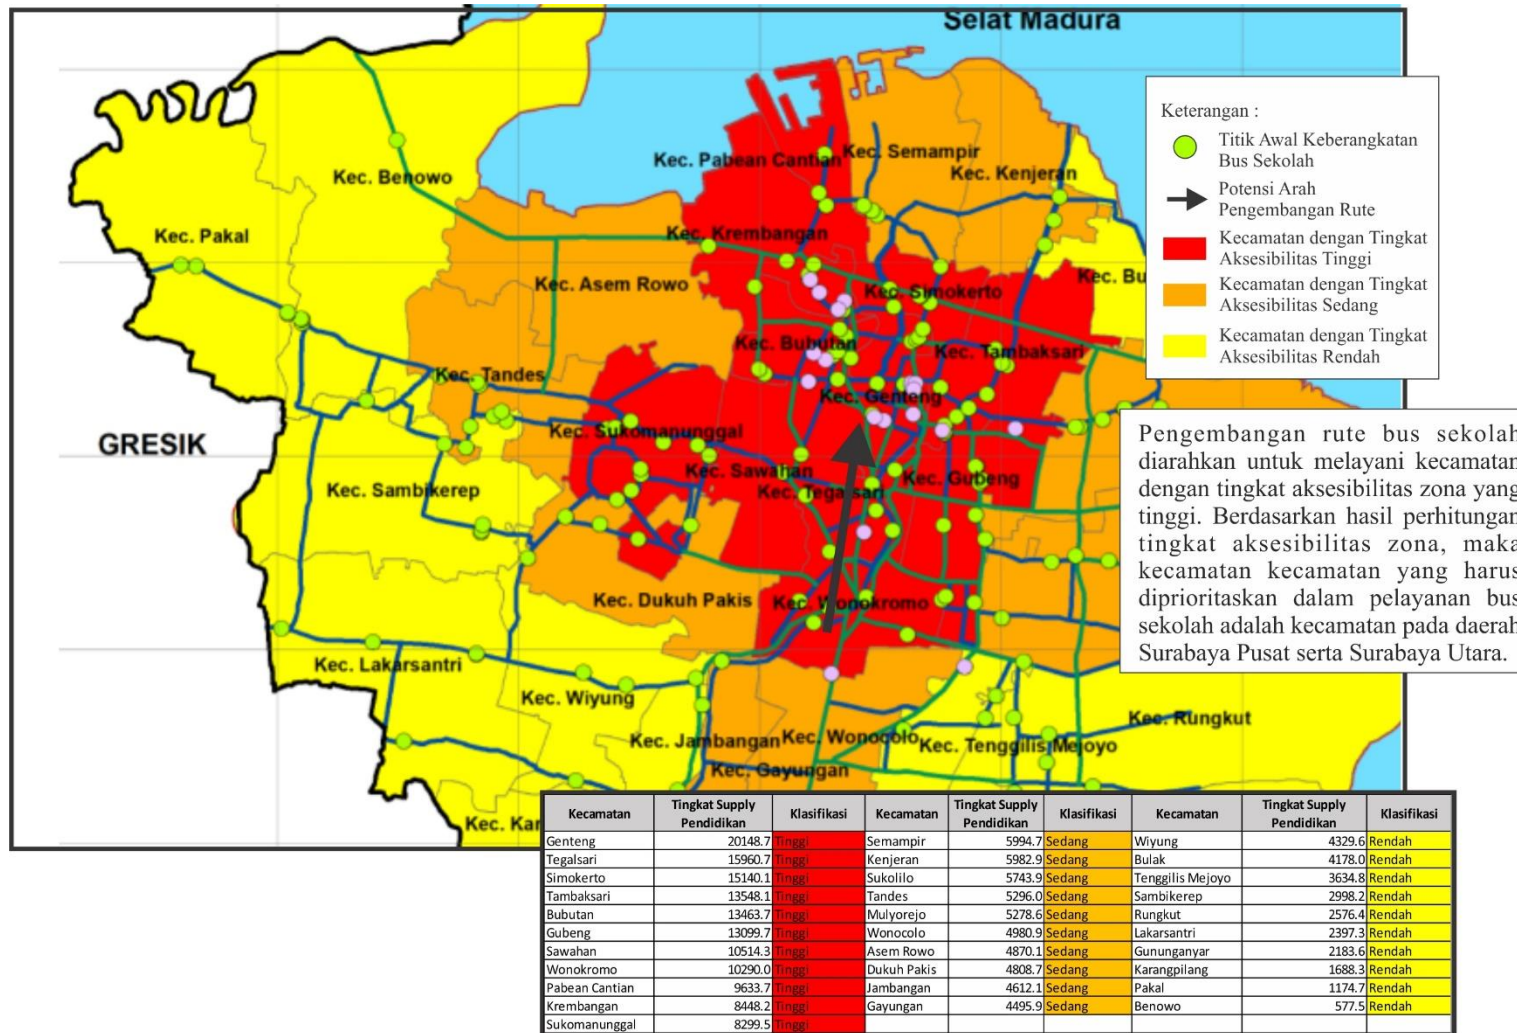 Selat Madura
Kec. Pabean Cantian
Kec. Semampir
Kec. Kenjeran
Kec. Benowo
Kec. Pakal
Kec. Krembangan
Kec. Asem Rowo
Kec. Simokerto
Kec. Bu
Kec. Bubutan
Kec. Tambaksari
Kec. Tandes
Kec. Genteng
GRESIK
Kec. Sukomanunggal
Kec. Sawahan
Kec. Tegalsari
Kec. Gubeng
Kec. Sambikerep
Kec. Dukuh Pakis
Kec. Wonokromo
Kec. Lakarsantri
Kec. Wiyung
Kec. Rungkut
Kec. Jambangan
Kec. Wonocolo
Kec. Tenggilis Mejoyo
Kec. Gayungan
Kec. Kar
Keterangan :
Titik Awal Keberangkatan
Bus Sekolah
Potensi Arah
Pengembangan Rute
Kecamatan dengan Tingkat
Aksesibilitas Tinggi
Kecamatan dengan Tingkat
Aksesibilitas Sedang
Kecamatan dengan Tingkat
Aksesibilitas Rendah
Pengembangan rute bus sekolah
diarahkan untuk melayani kecamatan
dengan tingkat aksesibilitas zona yang
tinggi. Berdasarkan hasil perhitungan
tingkat aksesibilitas zona, maka
kecamatan kecamatan yang harus
diprioritaskan dalam pelayanan bus
sekolah adalah kecamatan pada daerah
Surabaya Pusat serta Surabaya Utara.
Kecamatan Tingkat Supply Pendidikan Klasifikasi Kecamatan Tingkat Supply Pendidikan Klasifikasi Kecamatan Tingkat Supply Pendidikan Klasifikasi
Genteng 20148.7 Tinggi Semampir 5994.7 Sedang Wiyung 4329.6 Rendah
Tegalsari 15960.7 Tinggi Kenjeran 5982.9 Sedang Bulak 4178.0 Rendah
Simokerto 15140.1 Tinggi Sukolilo 5743.9 Sedang Tenggilis Mejoyo 3634.8 Rendah
Tambaksari 13548.1 Tinggi Tandes 5296.0 Sedang Sambikerep 2998.2 Rendah
Bubutan 13463.7 Tinggi Mulyorejo 5278.6 Sedang Rungkut 2576.4 Rendah
Gubeng 13099.7 Tinggi Wonocolo 4980.9 Sedang Lakarsantri 2397.3 Rendah
Sawahan 10514.3 Tinggi Asem Rowo 4870.1 Sedang Gununganyar 2183.6 Rendah
Wonokromo 10290.0 Tinggi Dukuh Pakis 4808.7 Sedang Karangpilang 1688.3 Rendah
Pabean Cantian 9633.7 Tinggi Jambangan 4612.1 Sedang Pakal 1174.7 Rendah
Krembangan 8448.2 Tinggi Gayungan 4495.9 Sedang Benowo 577.5 Rendah
Sukomanunggal 8299.5 Tinggi